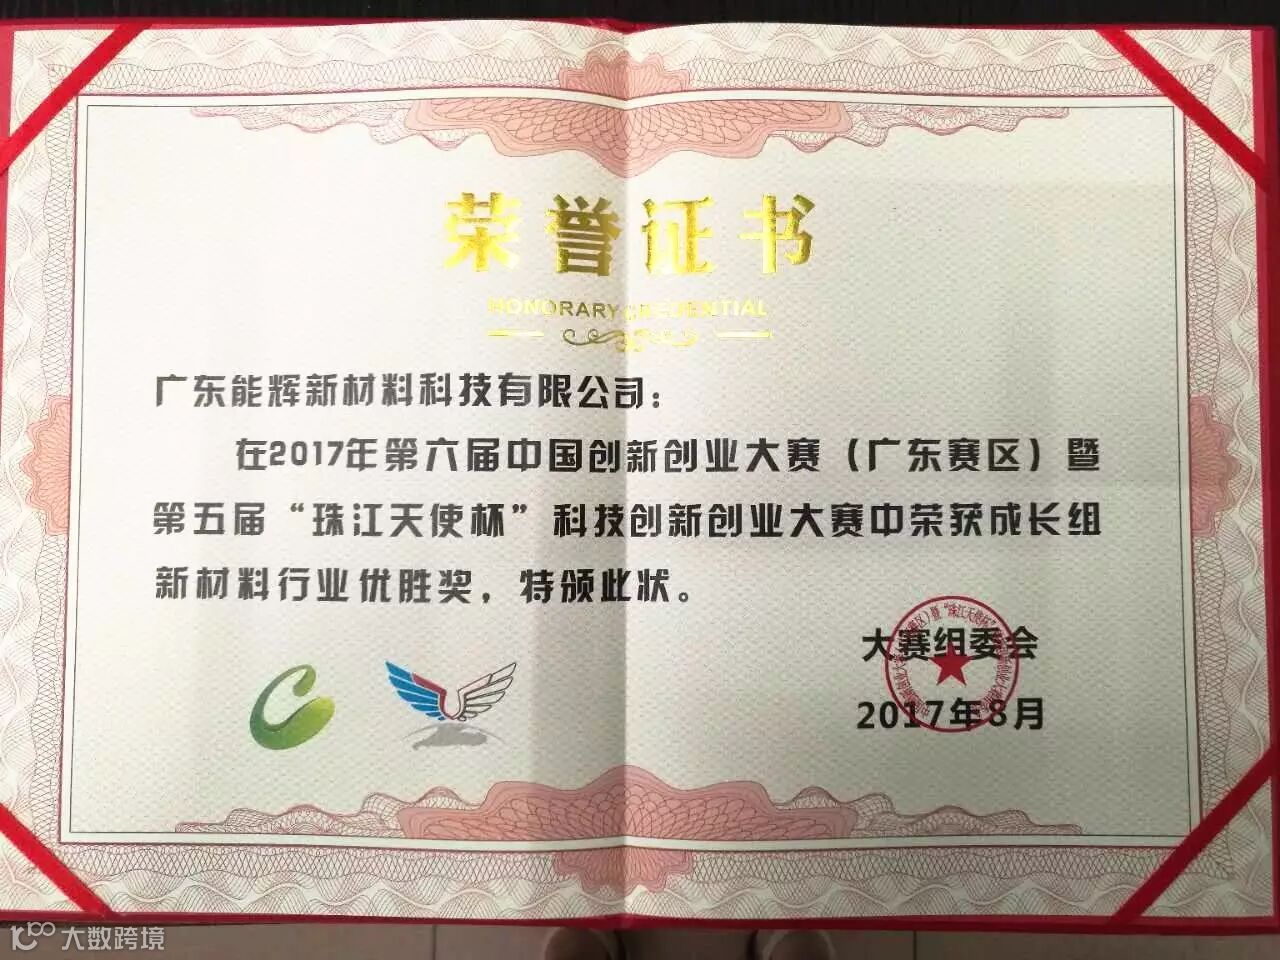 荣誉证书
HONORARY CREDENTIAL
广东能辉新材料科技有限公司：
在2017年第六届中国创新创业大赛（广东赛区）暨
第五届“珠江天使杯”科技创新创业大赛中荣获成长组
新材料行业优胜奖，特颁此状。
大赛组委会
2017年8月
大数跨境